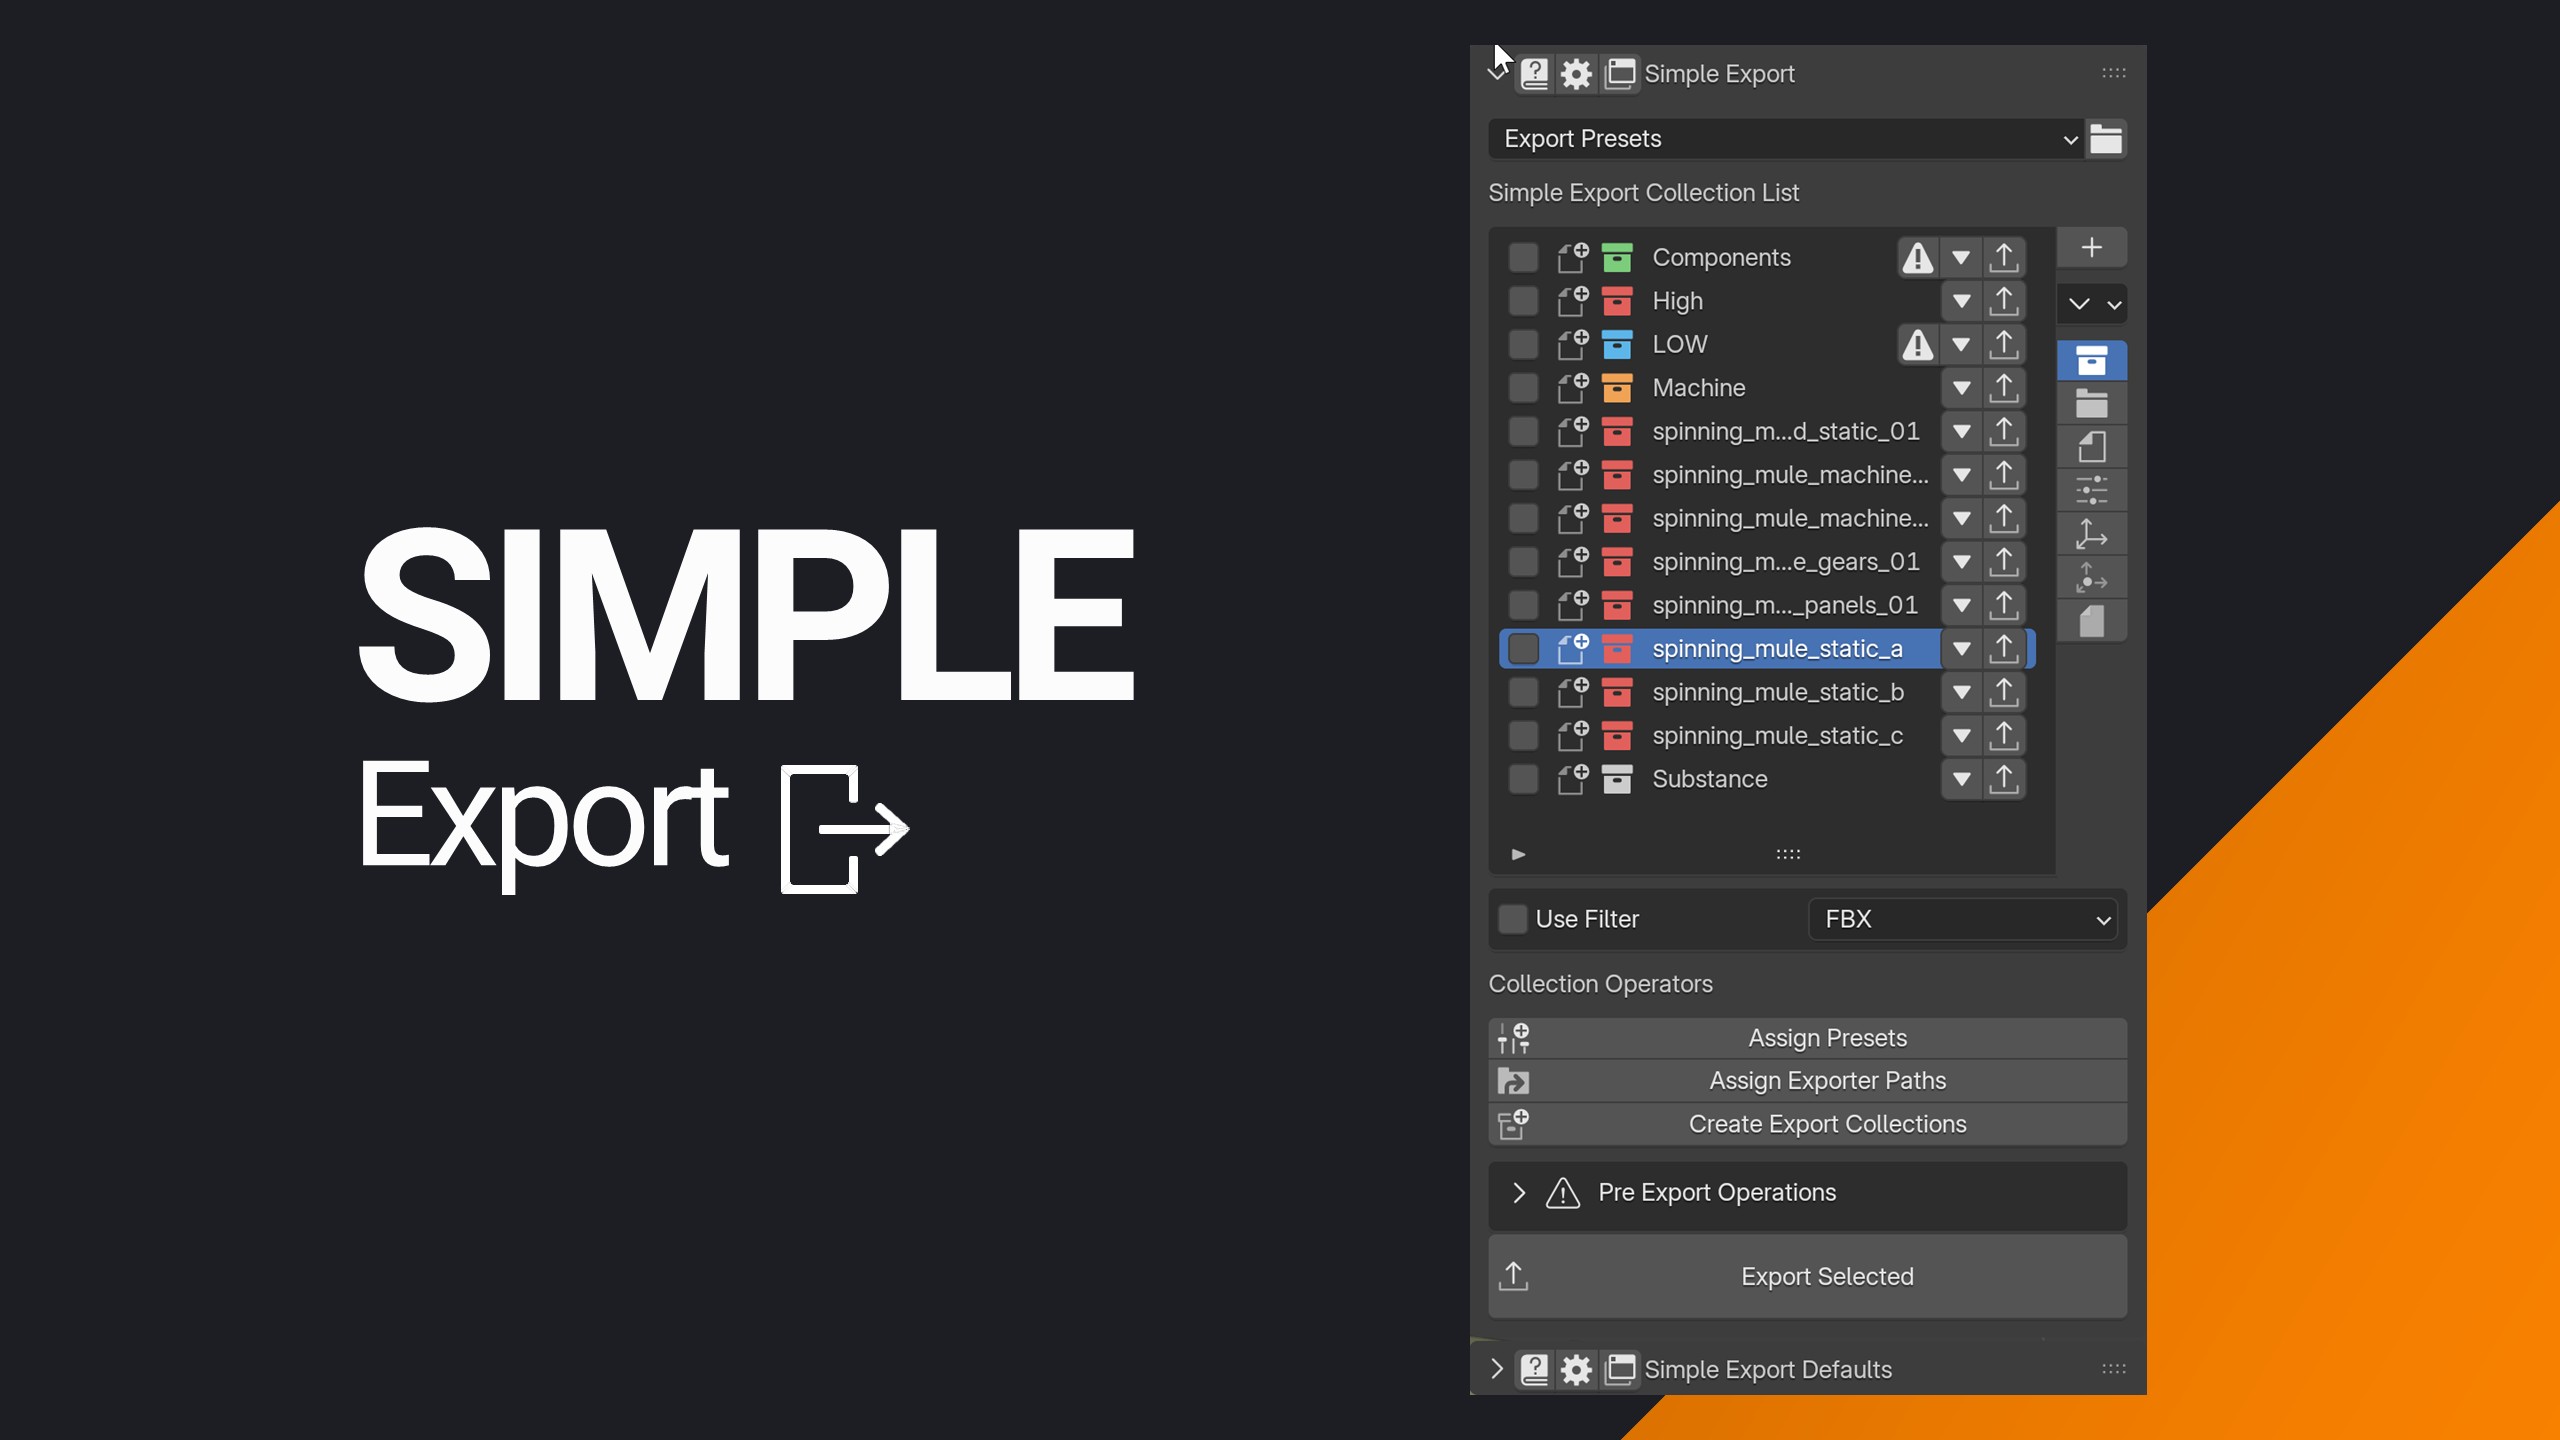 SIMPLE
Export
Simple Export
Export Presets
Simple Export Collection List
Components
High
LOW
Machine
spinning_m...d_static_01
spinning_mule_machine...
spinning_mule_machine...
spinning_m...e_gears_01
spinning_m..._panels_01
spinning_mule_static_a
spinning_mule_static_b
spinning_mule_static_c
Substance
Use Filter
FBX
Collection Operators
Assign Presets
Assign Exporter Paths
Create Export Collections
Pre Export Operations
Export Selected
Simple Export Defaults